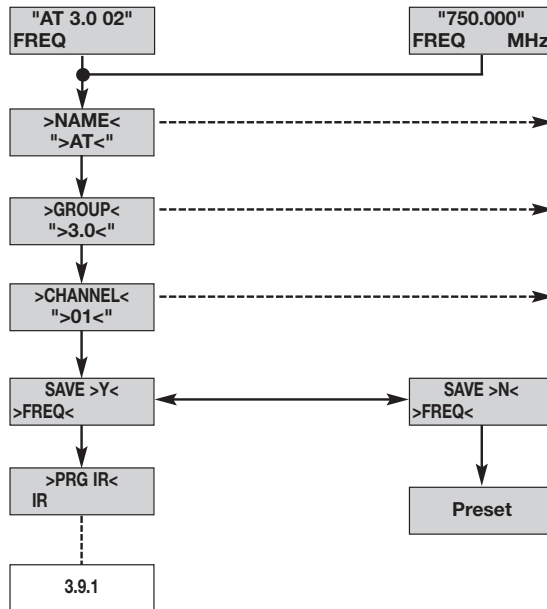 "AT 3.0 02"
FREQ
"750.000"
FREQ MHz
>NAME<
">AT<"
>GROUP<
">3.0<"
>CHANNEL<
">01<"
SAVE >Y<
>FREQ<
SAVE >N<
>FREQ<
>PRG IR<
IR
Preset
3.9.1